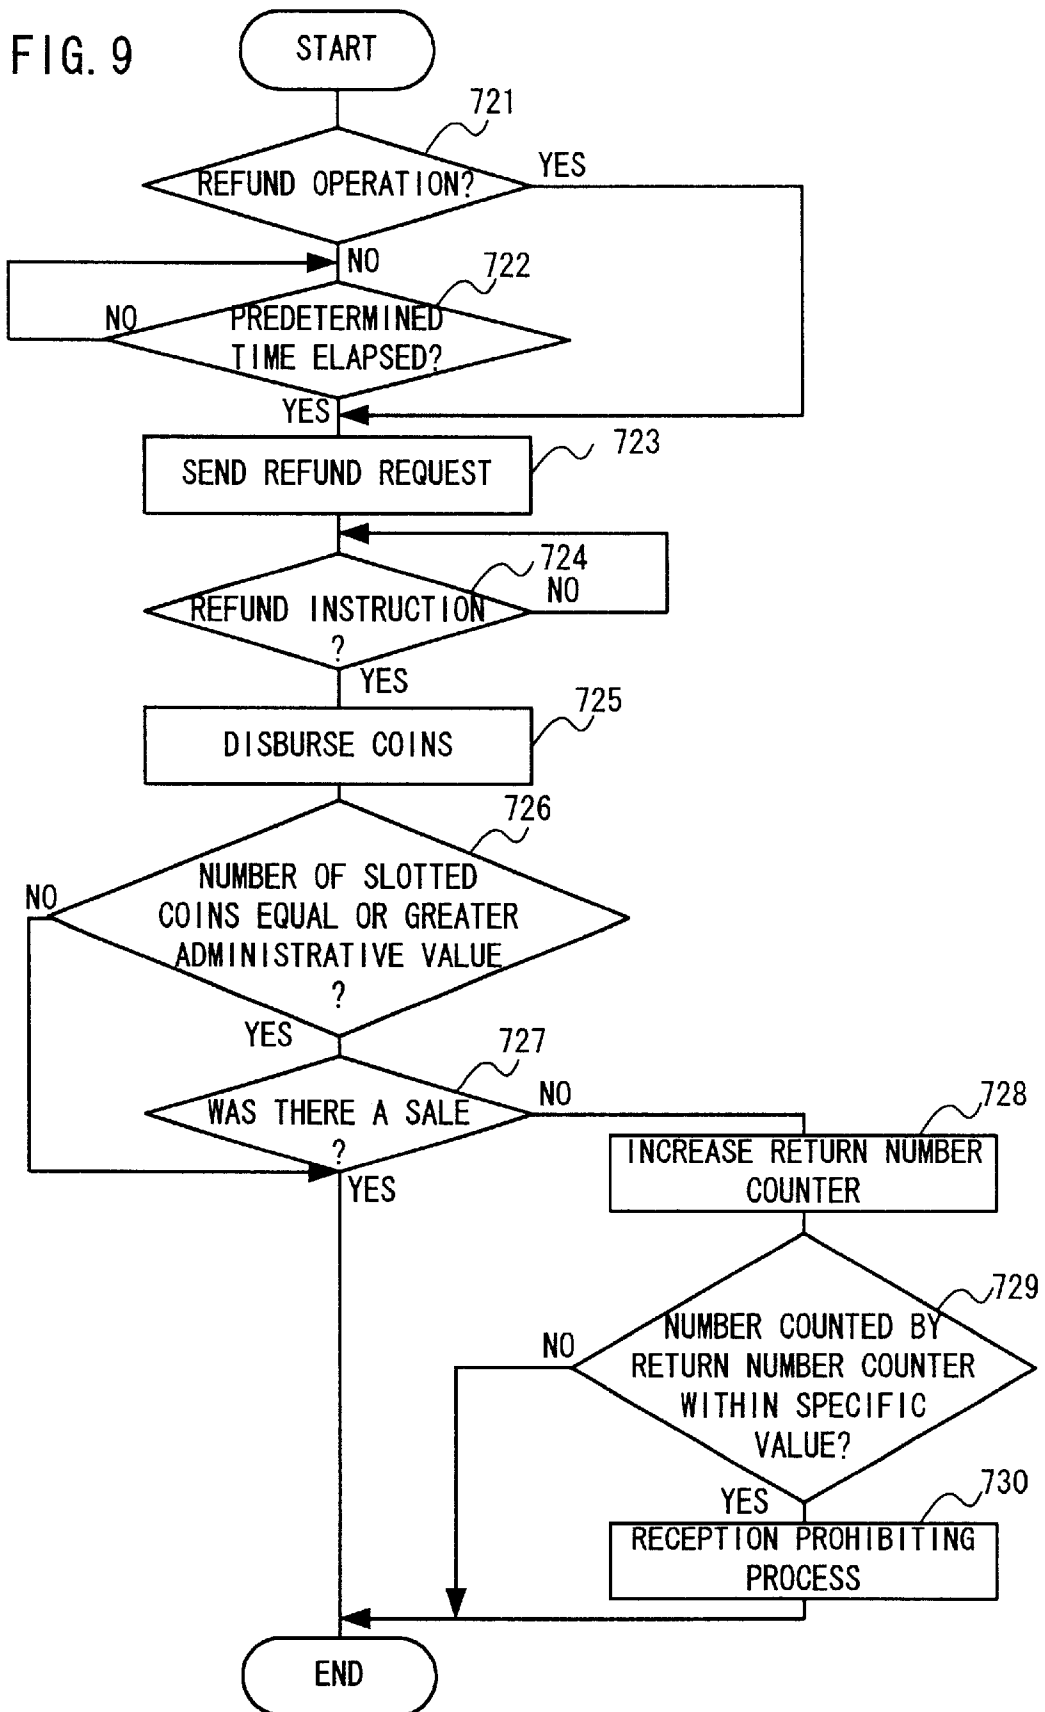 FIG. 9
START
721
REFUND OPERATION?
YES
NO
722
NO
PREDETERMINED
TIME ELAPSED?
YES
723
SEND REFUND REQUEST
724
NO
REFUND INSTRUCTION
?
YES
725
DISBURSE COINS
726
NUMBER OF SLOTTED
NO
COINS EQUAL OR GREATER
ADMINISTRATIVE VALUE
?
YES
727
NO
WAS THERE A SALE
?
YES
728
INCREASE RETURN NUMBER
COUNTER
729
NUMBER COUNTED BY
NO
RETURN NUMBER COUNTER
WITHIN SPECIFIC
VALUE?
YES
730
RECEPTION PROHIBITING
PROCESS
END